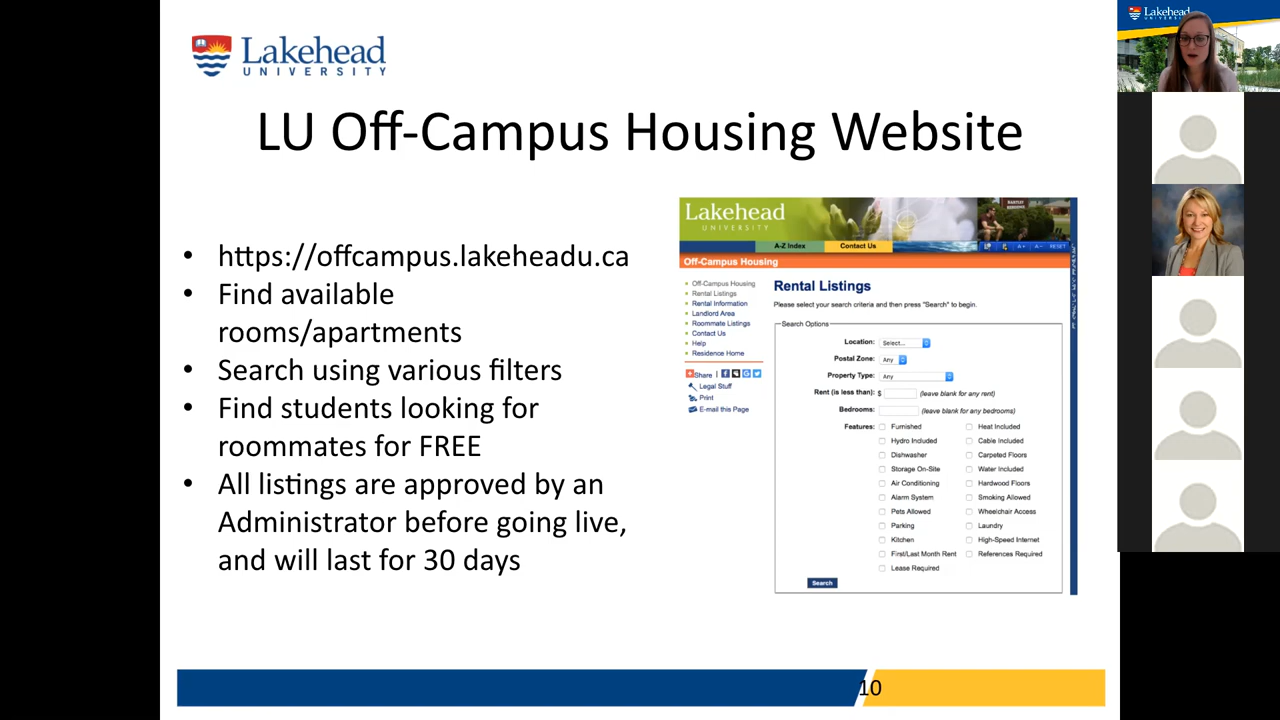 Lakehead
UNIVERSITY
LU Off-Campus Housing Website
• https://offcampus.lakeheadu.ca
• Find available
rooms/apartments
• Search using various filters
• Find students looking for
roommates for FREE
• All listings are approved by an
Administrator before going live,
and will last for 30 days
Lakehead
UNIVERSITY
A-Z Index
Contact Us
A+
A-
RESET
Off-Campus Housing
Off-Campus Housing
Rental Listings
Rental Information
Landlord Area
Roommate Listings
Contact Us
Help
Residence Home
Share
Legal Stuff
Print
E-mail this Page
Rental Listings
Please select your search criteria and then press "Search" to begin.
Search Options
Location: Select...
Postal Zone: Any
Property Type: Any
Rent (is less than): $ (leave blank for any rent)
Bedrooms: (leave blank for any bedrooms)
Features: Furnished Heat Included
Hydro Included Cable Included
Dishwasher Carpeted Floors
Storage On-Site Water Included
Air Conditioning Hardwood Floors
Alarm System Smoking Allowed
Pets Allowed Wheelchair Access
Parking Laundry
Kitchen High-Speed Internet
First/Last Month Rent References Required
Lease Required
Search
10
Lakehead